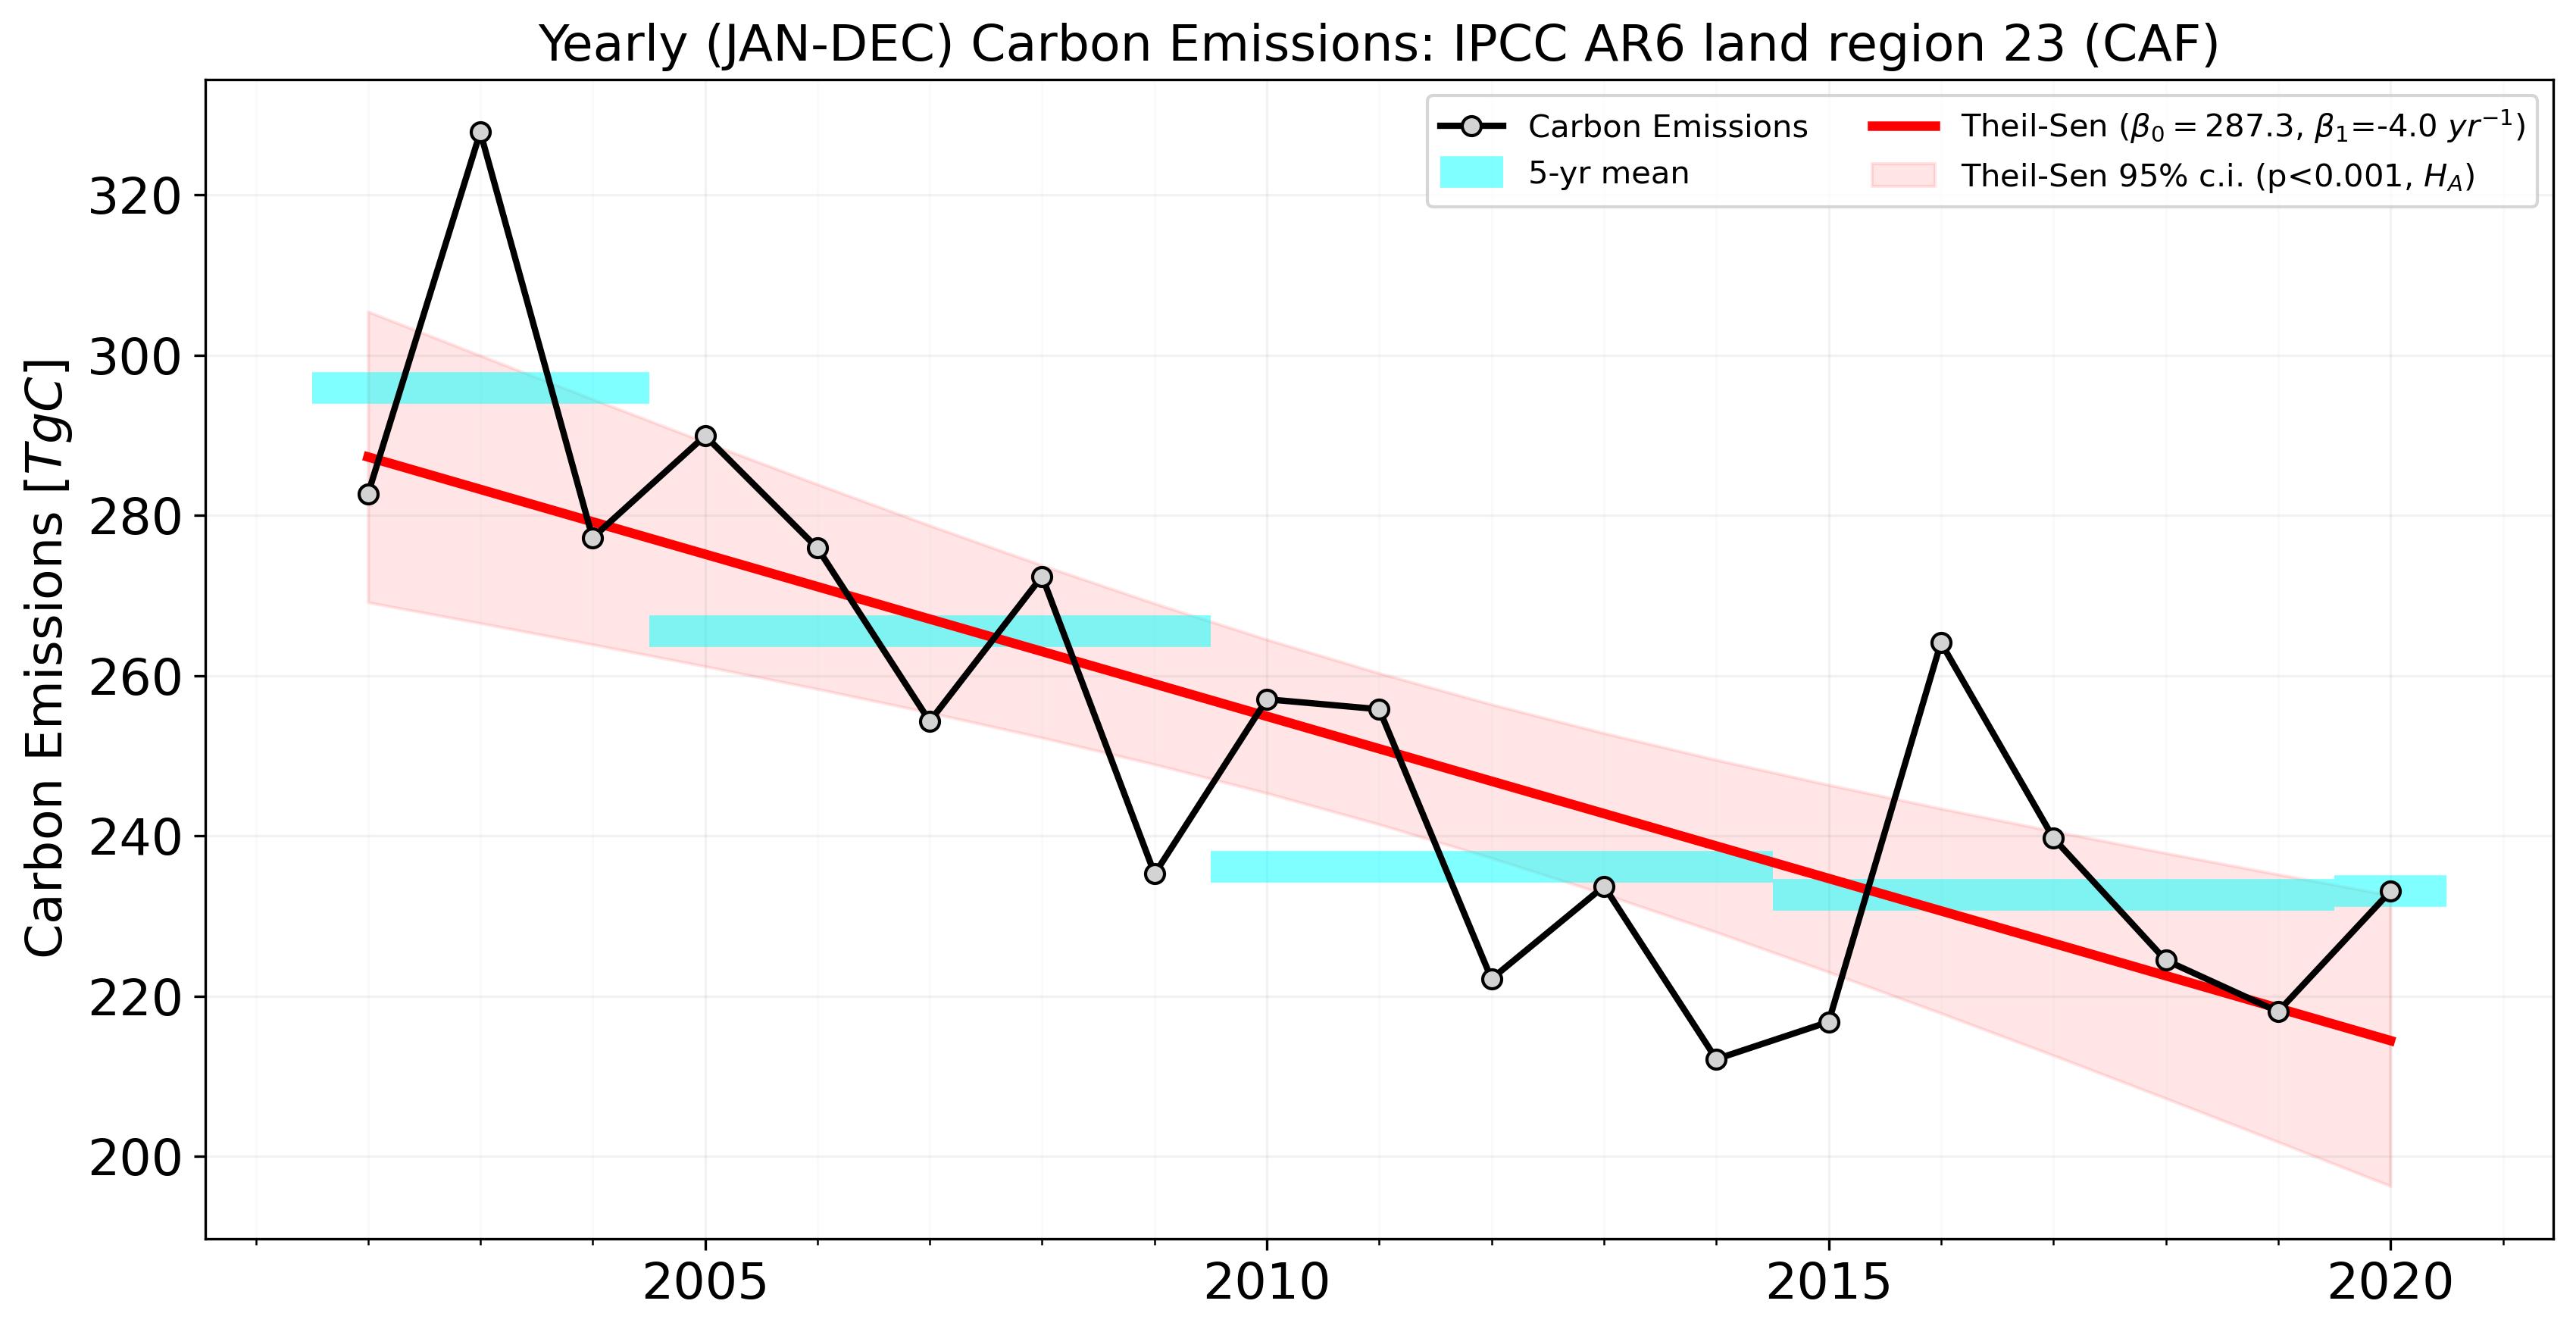 Yearly (JAN-DEC) Carbon Emissions: IPCC AR6 land region 23 (CAF)
Carbon Emissions
5-yr mean
Theil-Sen (β₀ = 287.3, β₁=-4.0 yr⁻¹)
Theil-Sen 95% c.i. (p<0.001, H_A)
Carbon Emissions [TgC]
320
300
280
260
240
220
200
2005 2010 2015 2020